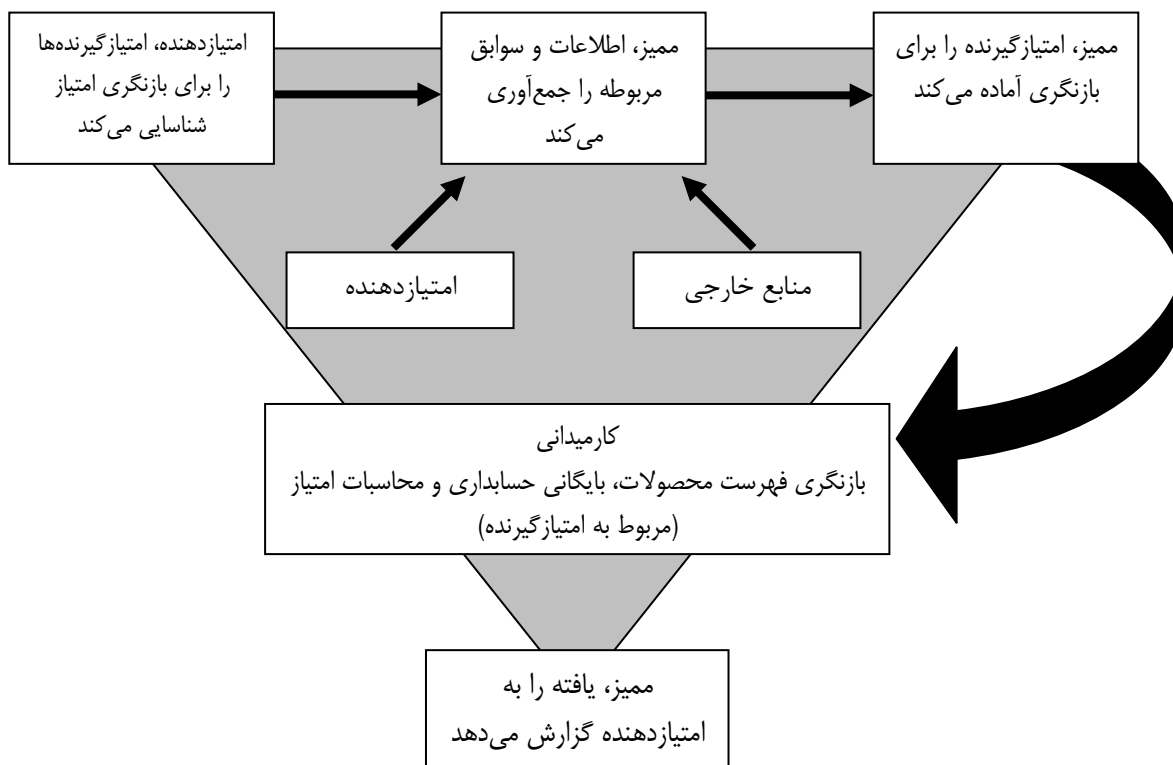 امتیازدهنده، امتیازگیرنده‌ها
را برای بازنگری امتیاز
شناسایی می‌کند
ممیز، اطلاعات و سوابق
مربوطه را جمع‌آوری
می‌کند
ممیز، امتیازگیرنده را برای
بازنگری آماده می‌کند
امتیازدهنده
منابع خارجی
کارمیدانی
بازنگری فهرست محصولات، بایگانی حسابداری و محاسبات امتیاز
(مربوط به امتیازگیرنده)
ممیز، یافته را به
امتیازدهنده گزارش می‌دهد